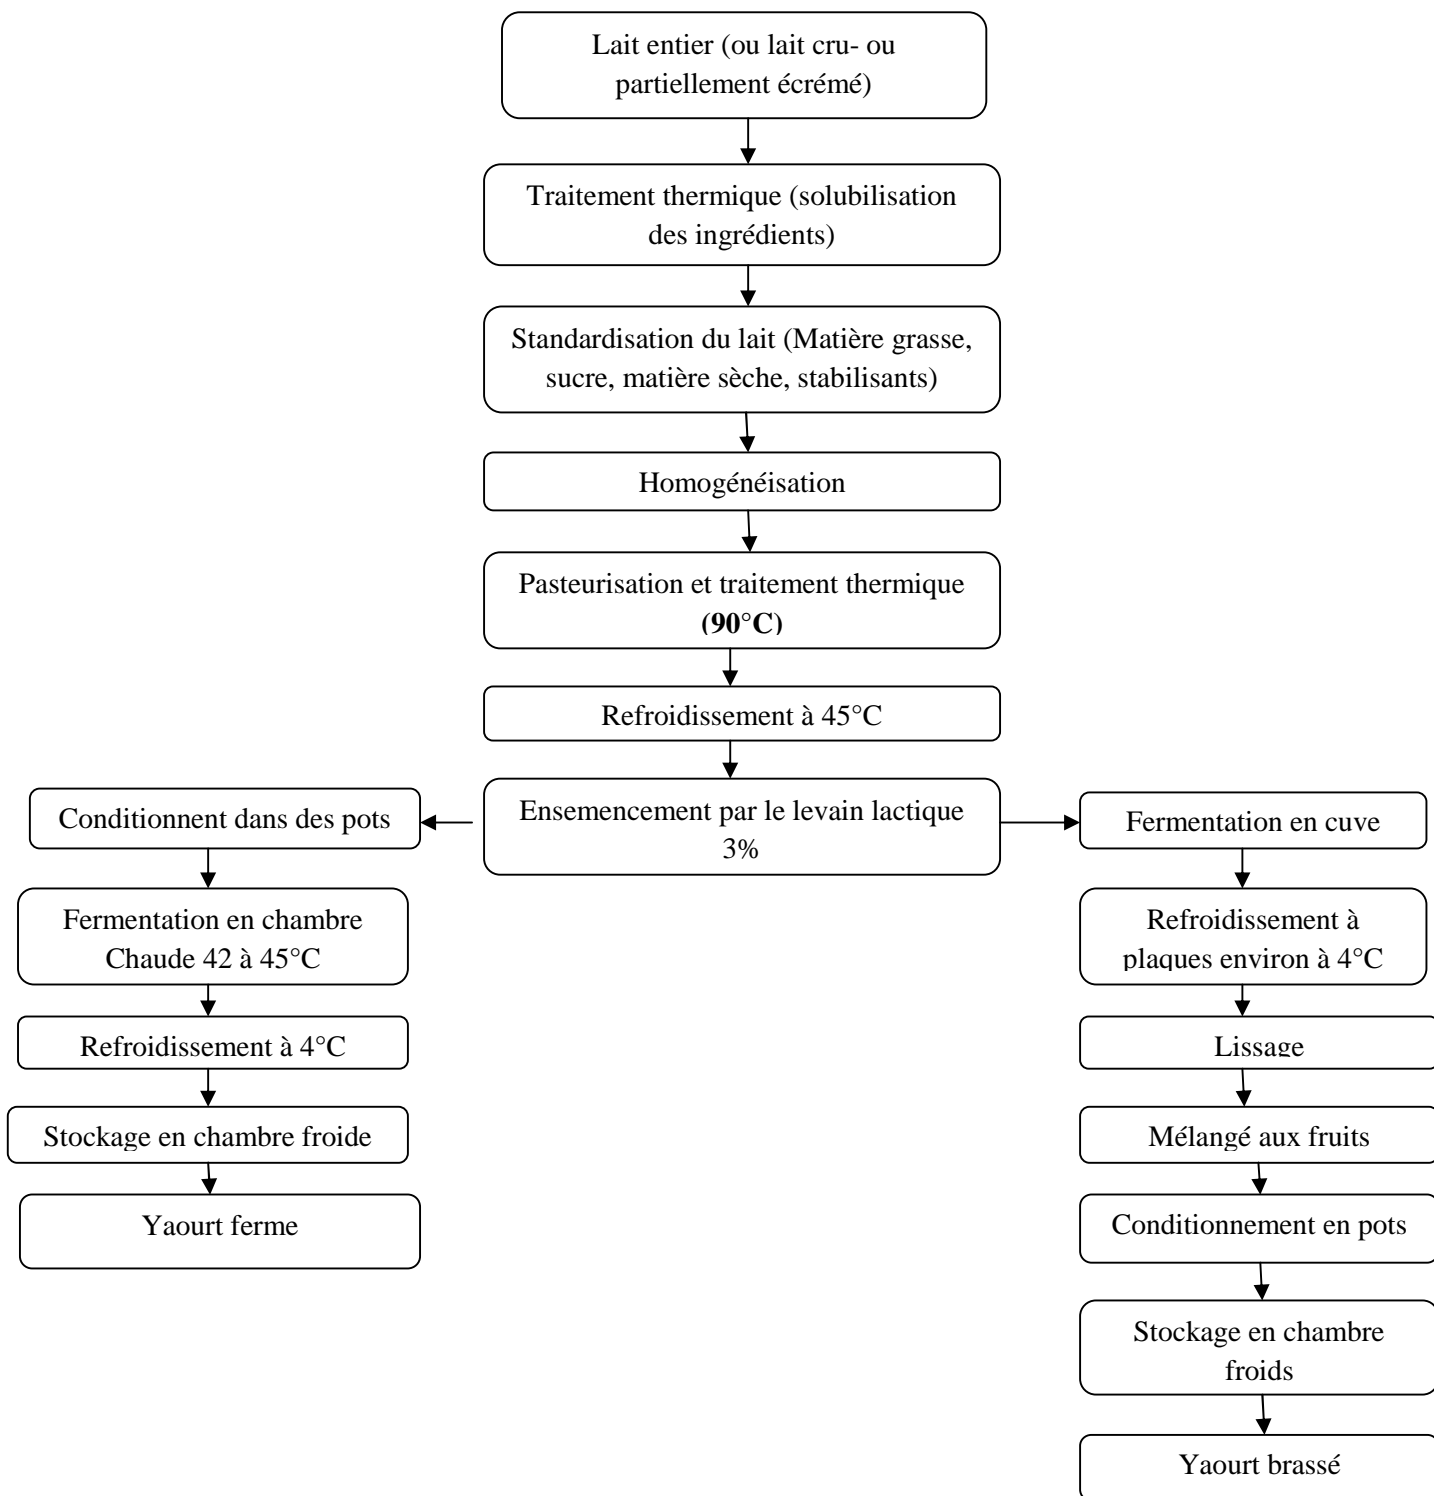 Lait entier (ou lait cru- ou
partiellement écrémé)
Traitement thermique (solubilisation
des ingrédients)
Standardisation du lait (Matière grasse,
sucre, matière sèche, stabilisants)
Homogénéisation
Pasteurisation et traitement thermique
(90°C)
Refroidissement à 45°C
Ensemencement par le levain lactique
3%
Conditionnent dans des pots
Fermentation en chambre
Chaude 42 à 45°C
Refroidissement à 4°C
Stockage en chambre froide
Yaourt ferme
Fermentation en cuve
Refroidissement à
plaques environ à 4°C
Lissage
Mélangé aux fruits
Conditionnement en pots
Stockage en chambre
froids
Yaourt brassé